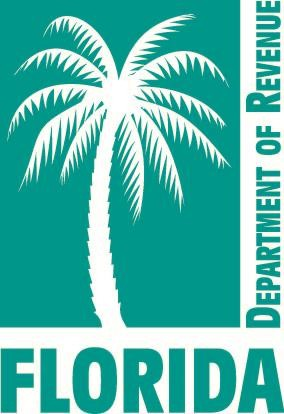 DEPARTMENT OF REVENUE
FLORIDA